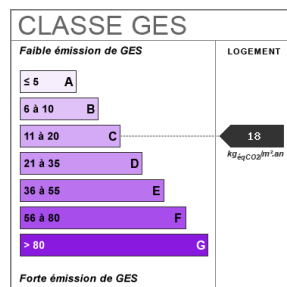 CLASSE GES
Faible émission de GES
LOGEMENT
≤ 5 A
6 à 10 B
11 à 20 C
18
kgéqCO2/m².an
21 à 35 D
36 à 55 E
56 à 80 F
> 80 G
Forte émission de GES